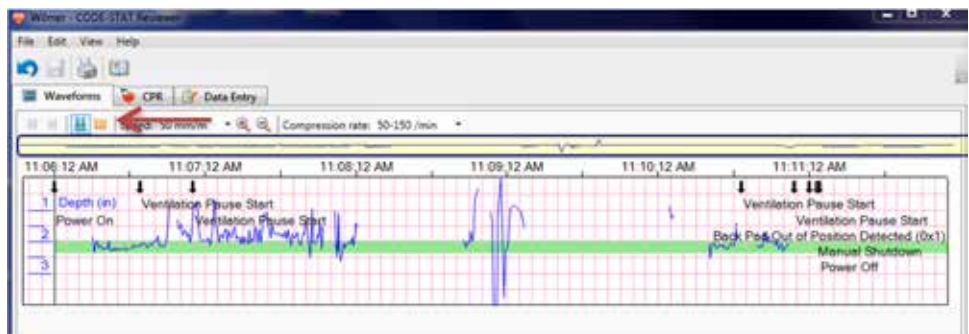 Wilmer - CODE-STAT Reviewer
File Edit View Help
Waveforms CPR Data Entry
Speed: 50 mm/m Compression rate: 50-150 /min
11:06:12 AM 11:07:12 AM 11:08:12 AM 11:09:12 AM 11:10:12 AM 11:11:12 AM
1 Depth (in) Ventilation Pause Start Ventilation Pause Start
Power On Ventilation Pause Start Ventilation Pause Start
2 Back Pad Out of Position Detected (0x1)
Manual Shutdown
3 Power Off